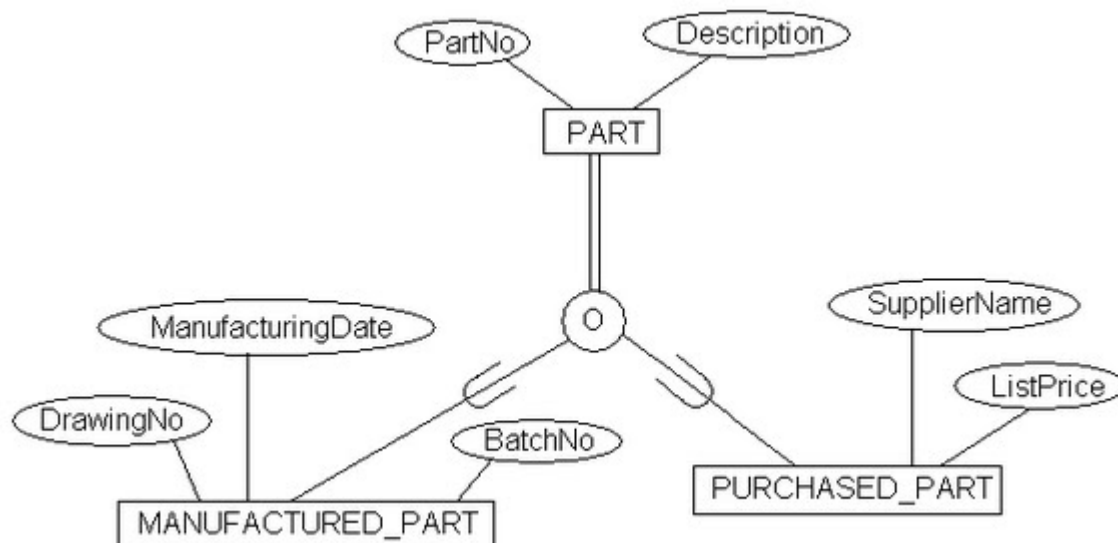 PartNo
Description
PART
O
SupplierName
ManufacturingDate
ListPrice
DrawingNo
BatchNo
PURCHASED_PART
MANUFACTURED_PART